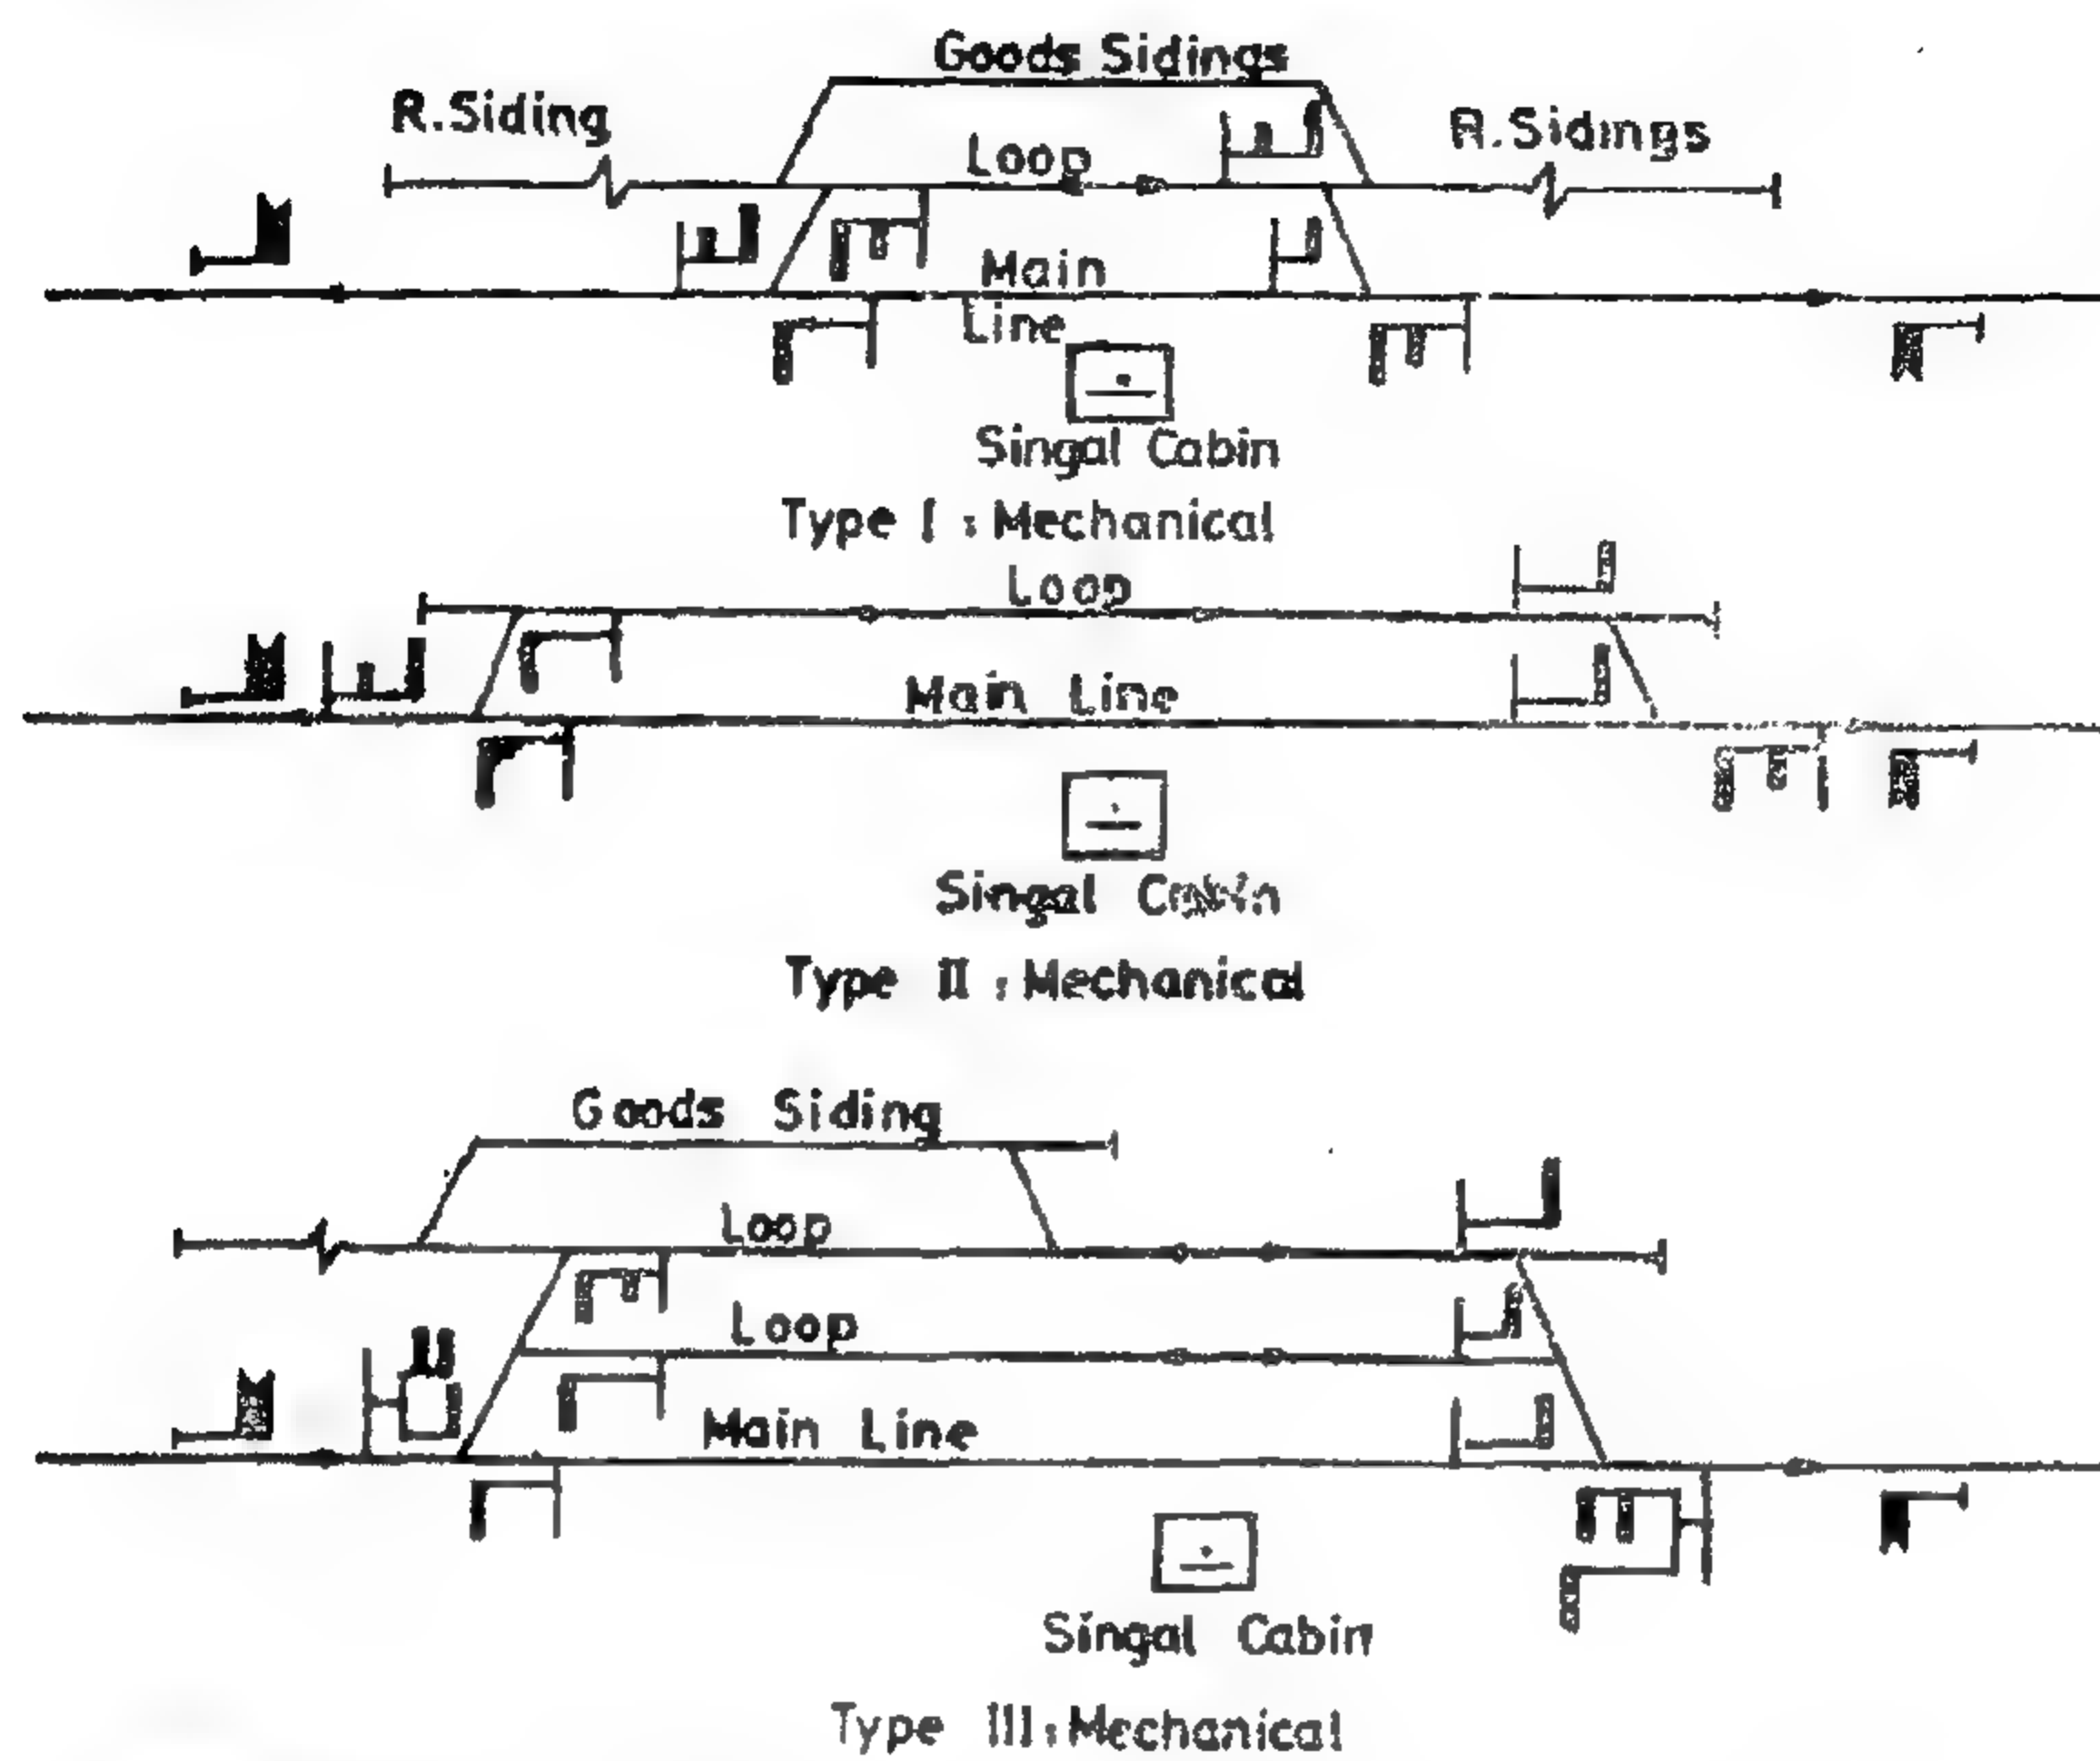 Goods Sidings
R.Siding
R.Sidings
Loop
Main
Line
Singal Cabin
Type I : Mechanical
Loop
Main Line
Singal Cabin
Type II : Mechanical
Goods Siding
Loop
Loop
Main Line
Singal Cabin
Type III : Mechanical